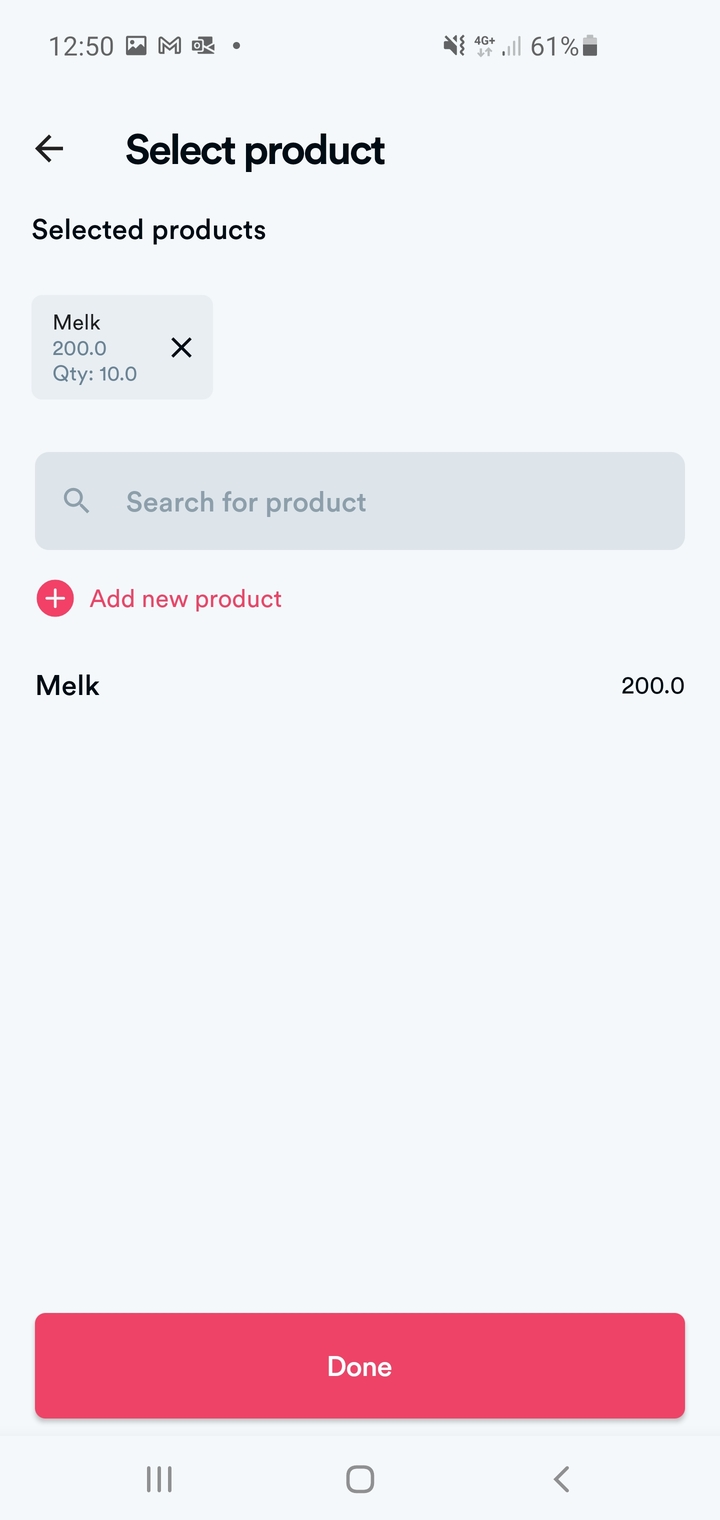 12:50
4G+
61%
Select product
Selected products
Melk
200.0
Qty: 10.0
Search for product
Add new product
Melk 200.0
Done